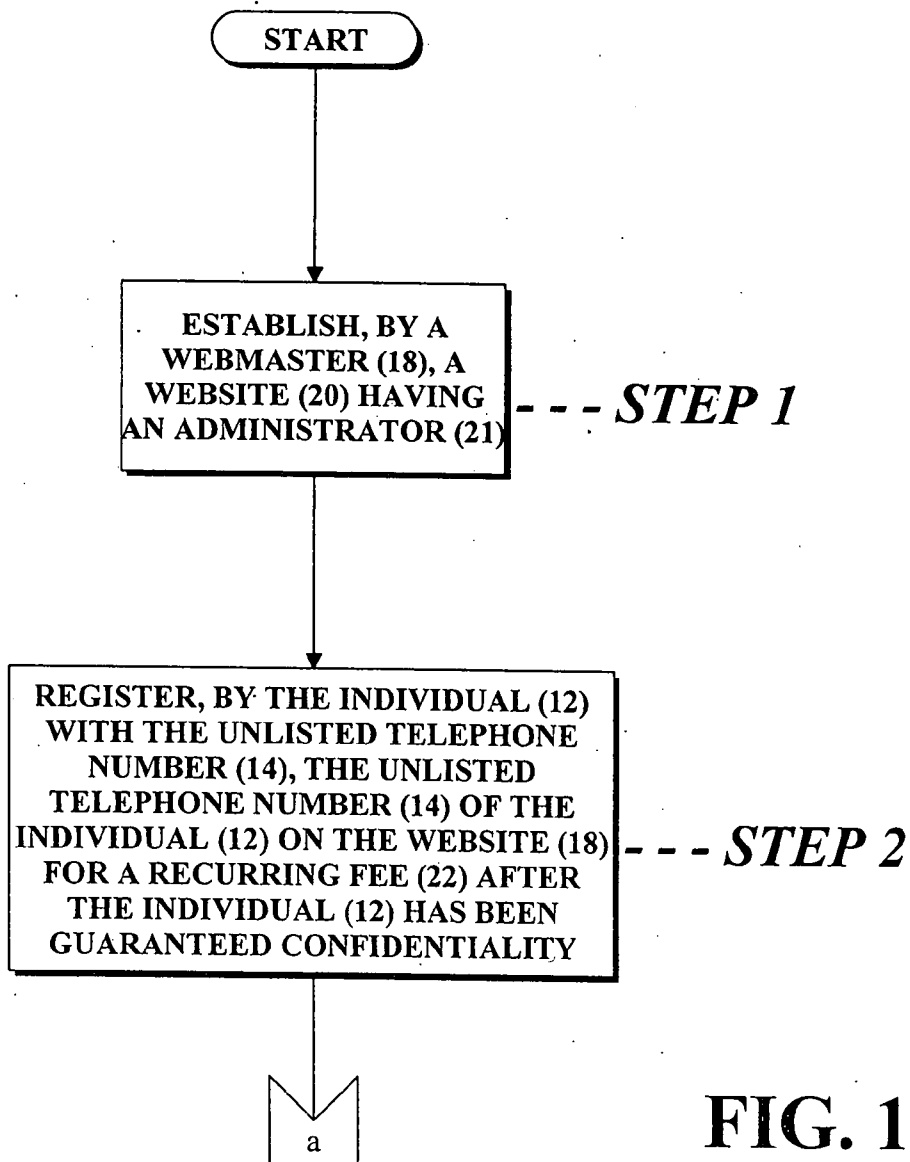 START
ESTABLISH, BY A
WEBMASTER (18), A
WEBSITE (20) HAVING
AN ADMINISTRATOR (21)
- - - STEP 1
REGISTER, BY THE INDIVIDUAL (12)
WITH THE UNLISTED TELEPHONE
NUMBER (14), THE UNLISTED
TELEPHONE NUMBER (14) OF THE
INDIVIDUAL (12) ON THE WEBSITE (18)
FOR A RECURRING FEE (22) AFTER
THE INDIVIDUAL (12) HAS BEEN
GUARANTEED CONFIDENTIALITY
- - - STEP 2
a
FIG. 1